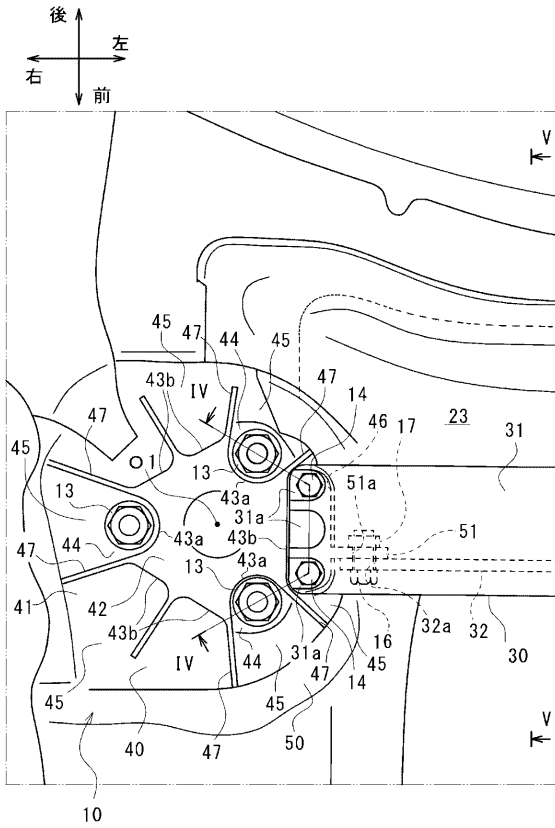 後
左
右
前
V
45 47 44 45
43b IV 47
14
46
23
17
31
47
O1
45 13 13
43a 51a
44 43a 31a 51
43b
47 13 43a
41 42
43b 16 32a 32
IV 31a 30
44 47 45
45 14
45
40 47 50
V
10